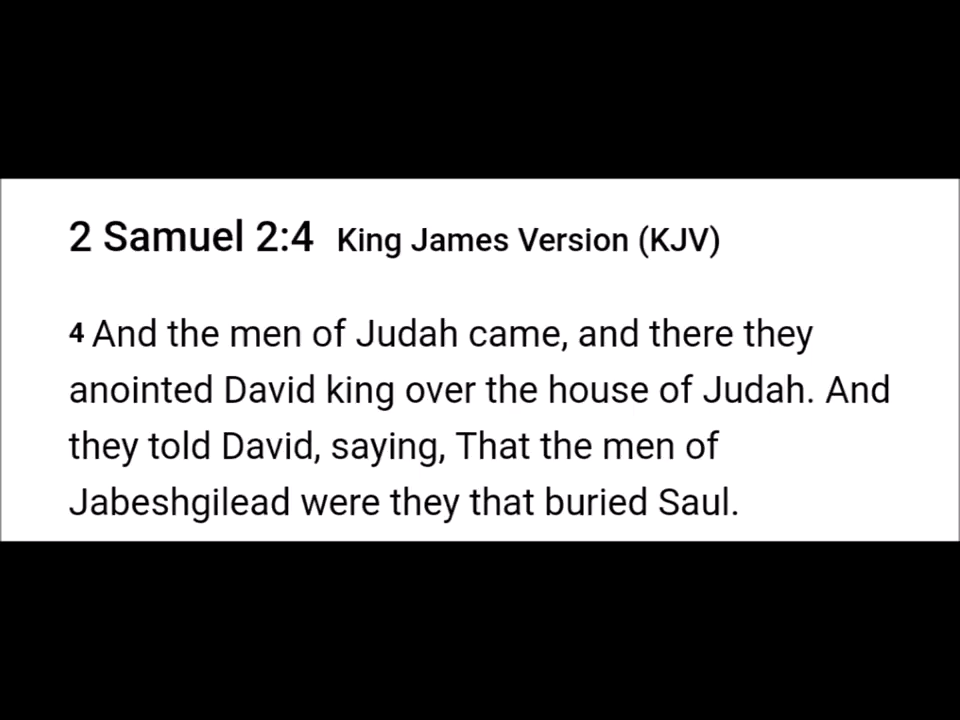 2 Samuel 2:4 King James Version (KJV)
4 And the men of Judah came, and there they
anointed David king over the house of Judah. And
they told David, saying, That the men of
Jabeshgilead were they that buried Saul.